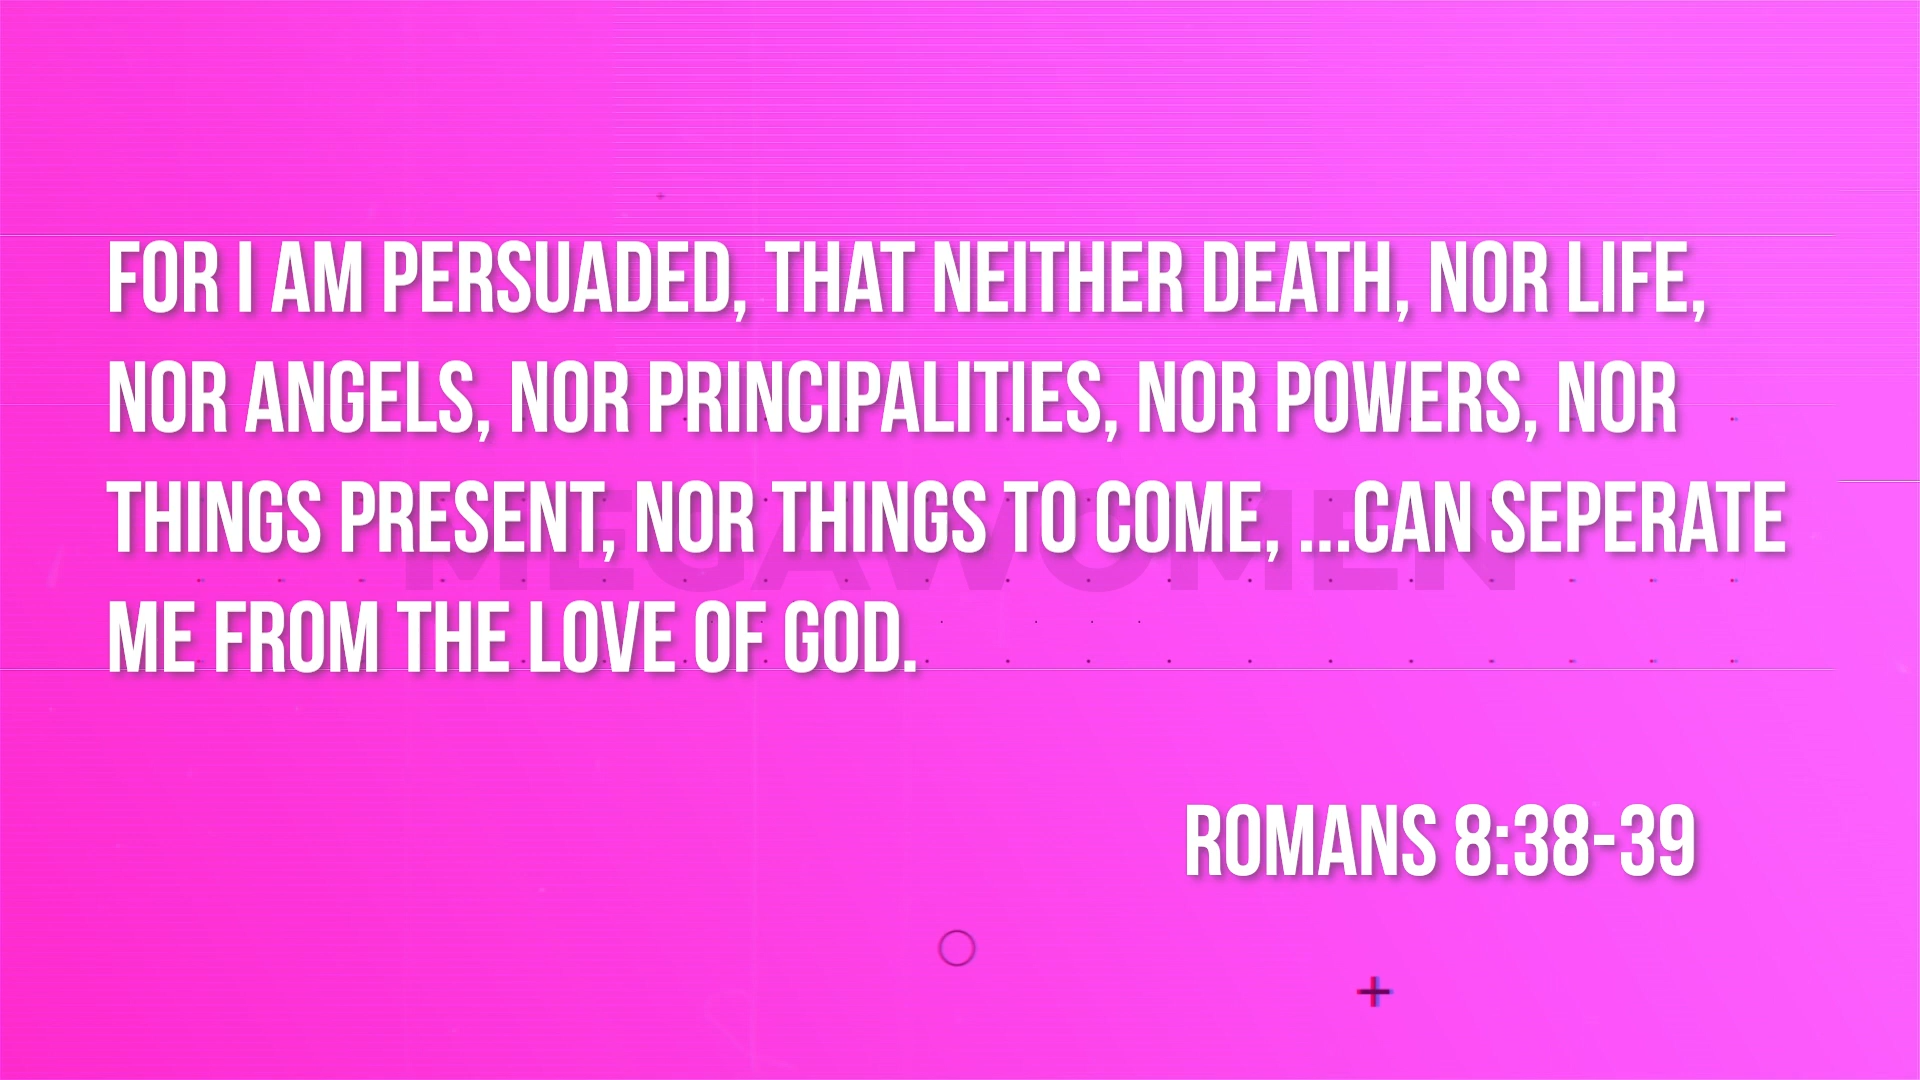 FOR I AM PERSUADED, THAT NEITHER DEATH, NOR LIFE,
NOR ANGELS, NOR PRINCIPALITIES, NOR POWERS, NOR
THINGS PRESENT, NOR THINGS TO COME, ...CAN SEPERATE
MEGAWOMEN
ME FROM THE LOVE OF GOD.
ROMANS 8:38-39